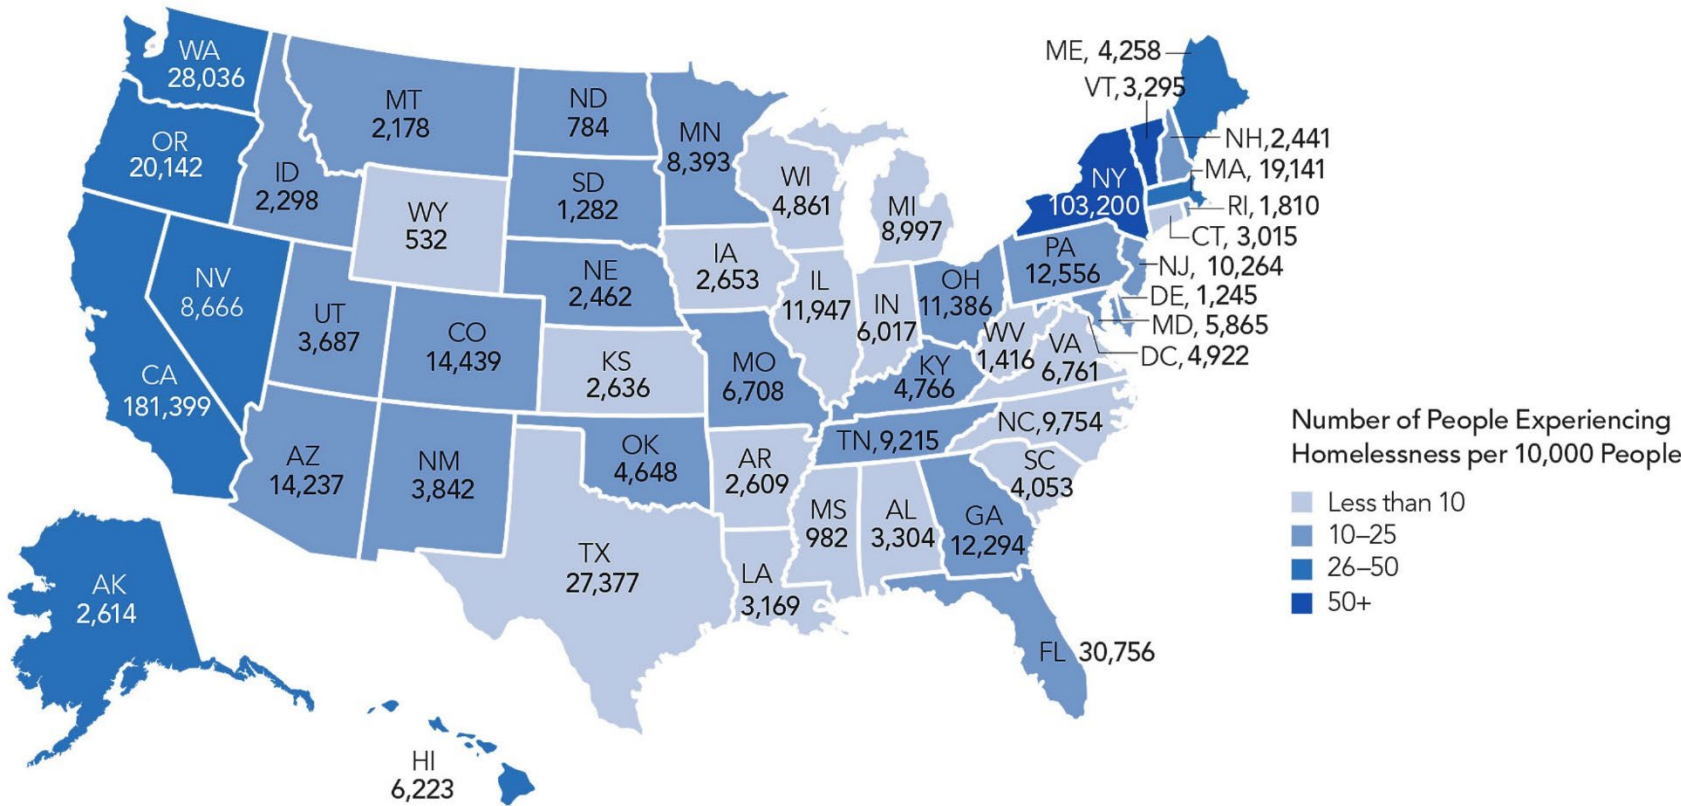 WA
28,036
OR
20,142
CA
181,399
NV
8,666
ID
2,298
MT
2,178
WY
532
UT
3,687
CO
14,439
AZ
14,237
NM
3,842
ND
784
SD
1,282
NE
2,462
KS
2,636
OK
4,648
TX
27,377
MN
8,393
IA
2,653
MO
6,708
AR
2,609
LA
3,169
WI
4,861
IL
11,947
MI
8,997
IN
6,017
OH
11,386
KY
4,766
TN, 9,215
MS
982
AL
3,304
GA
12,294
FL 30,756
SC
4,053
NC, 9,754
VA
6,761
WV
1,416
PA
12,556
NY
103,200
ME, 4,258
VT, 3,295
NH, 2,441
MA, 19,141
RI, 1,810
CT, 3,015
NJ, 10,264
DE, 1,245
MD, 5,865
DC, 4,922
AK
2,614
HI
6,223
Number of People Experiencing
Homelessness per 10,000 People
Less than 10
10–25
26–50
50+